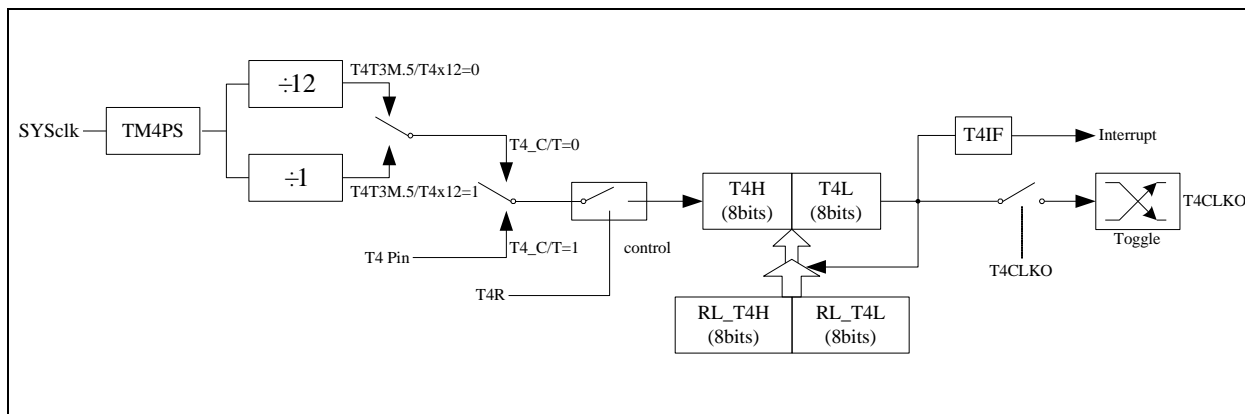 ÷12
T4T3M.5/T4x12=0
SYSclk
TM4PS
÷1
T4T3M.5/T4x12=1
T4_C/T=0
T4_C/T=1
T4 Pin
T4R
control
T4H
(8bits)
T4L
(8bits)
T4IF
Interrupt
T4CLKO
Toggle
T4CLKO
RL_T4H
(8bits)
RL_T4L
(8bits)